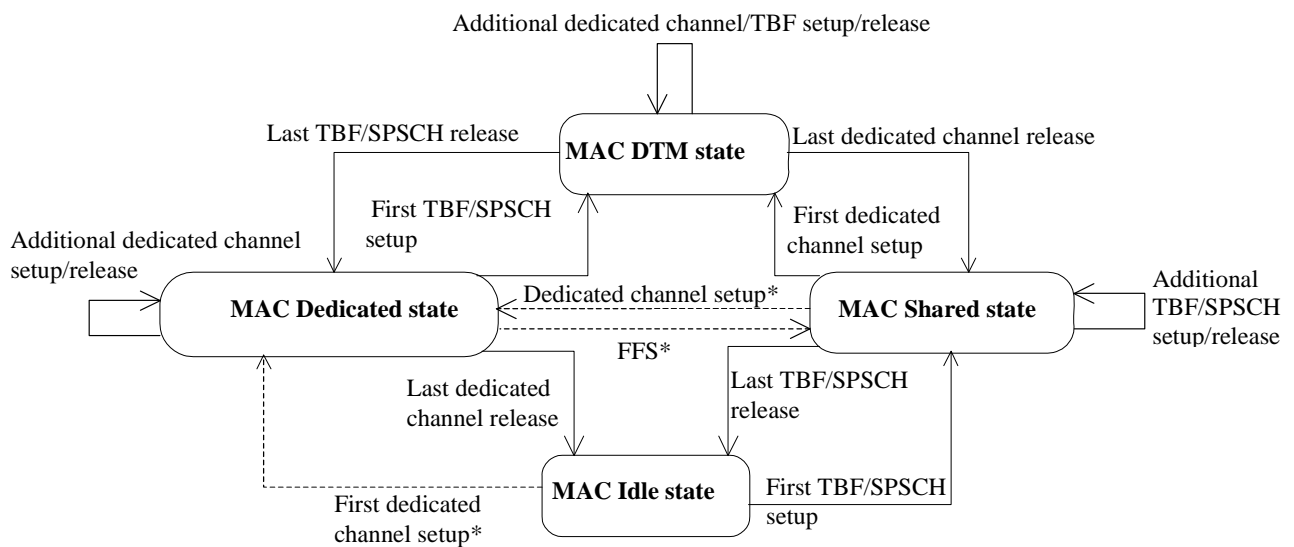 Additional dedicated channel/TBF setup/release
Last TBF/SPSCH release
MAC DTM state
Last dedicated channel release
First TBF/SPSCH
setup
First dedicated
channel setup
Additional dedicated channel
setup/release
MAC Dedicated state
Dedicated channel setup*
MAC Shared state
Additional
TBF/SPSCH
setup/release
FFS*
Last dedicated
channel release
Last TBF/SPSCH
release
MAC Idle state
First TBF/SPSCH
setup
First dedicated
channel setup*